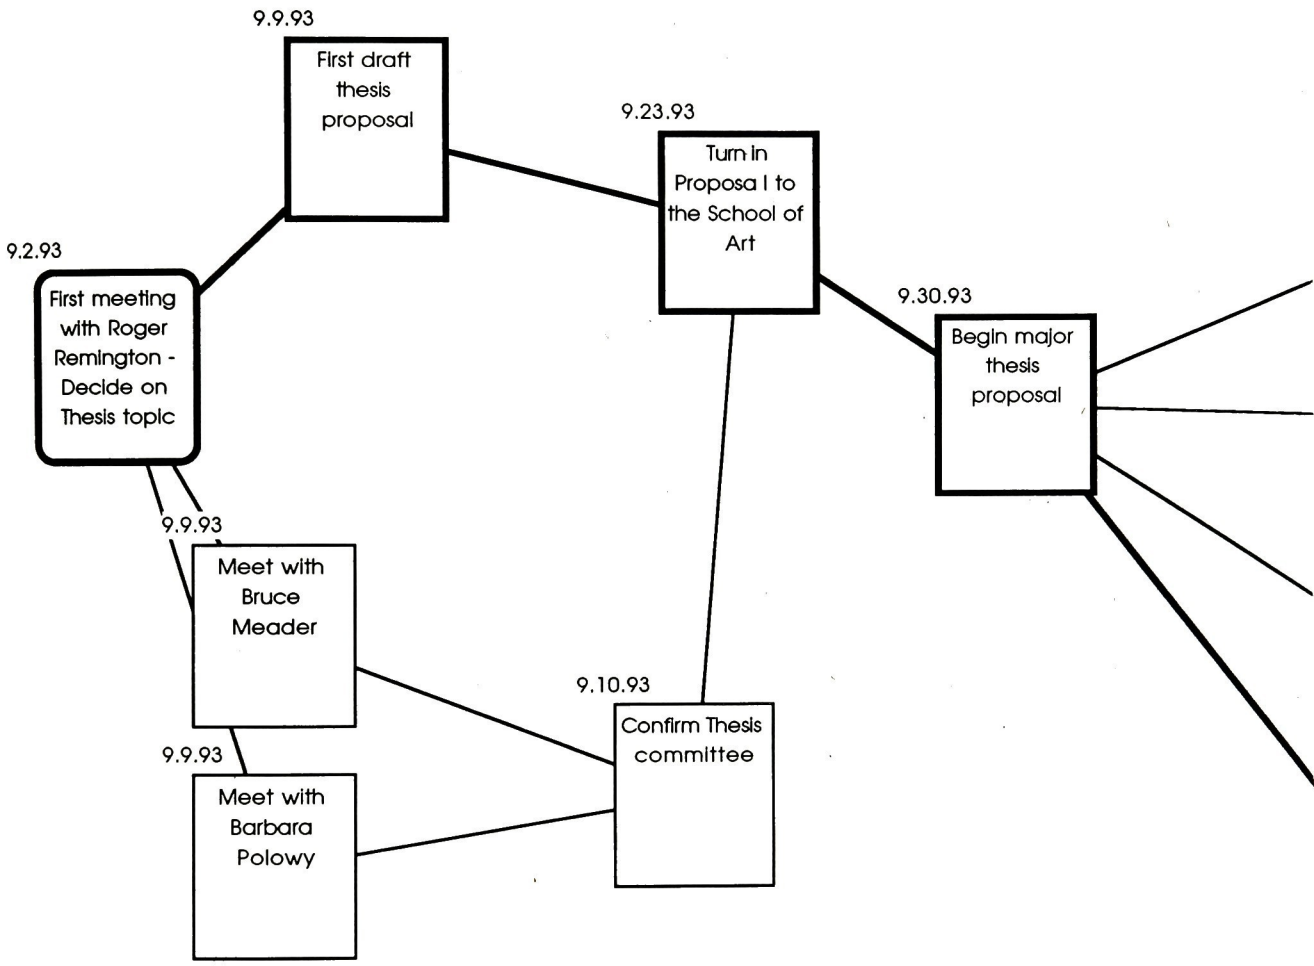 9.9.93
First draft
thesis
proposal
9.23.93
Turn in
Proposal to
the School of
Art
9.2.93
First meeting
with Roger
Remington -
Decide on
Thesis topic
9.30.93
Begin major
thesis
proposal
9.9.93
Meet with
Bruce
Meader
9.10.93
Confirm Thesis
committee
9.9.93
Meet with
Barbara
Polowy